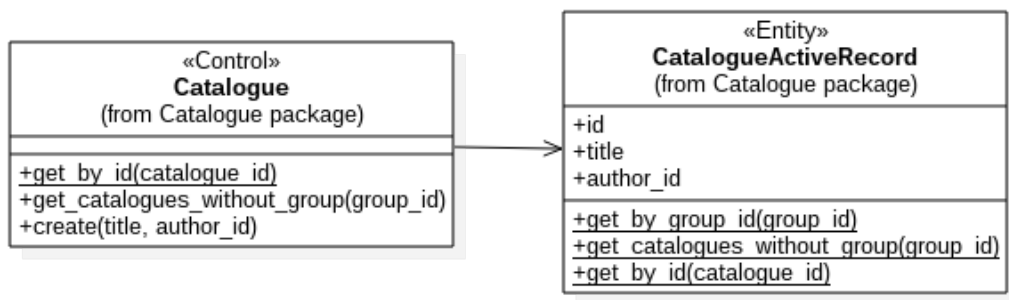 «Control»
Catalogue
(from Catalogue package)
+get_by_id(catalogue_id)
+get_catalogues_without_group(group_id)
+create(title, author_id)
«Entity»
CatalogueActiveRecord
(from Catalogue package)
+id
+title
+author_id
+get_by_group_id(group_id)
+get_catalogues_without_group(group_id)
+get_by_id(catalogue_id)